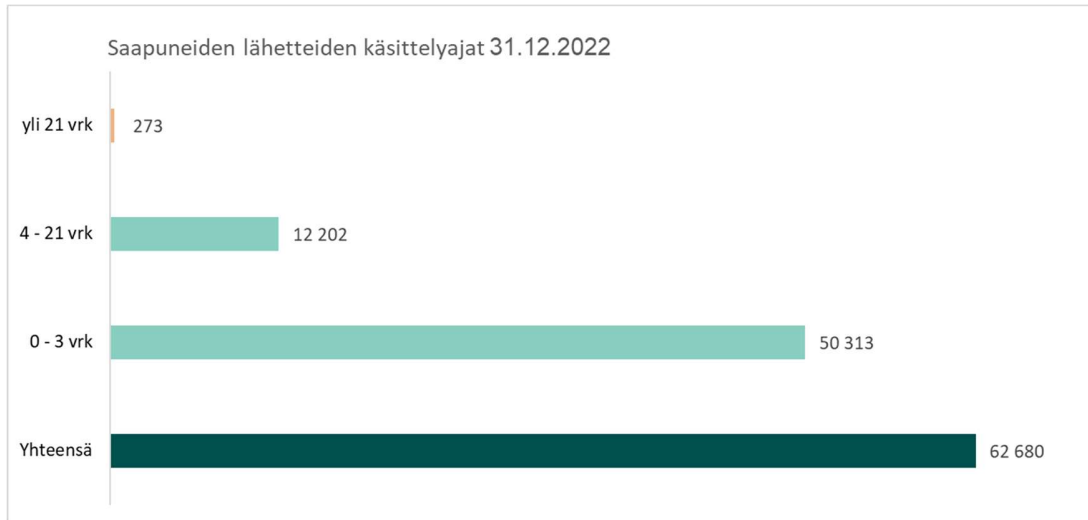 Saapuneiden lähetteiden käsittelyajat 31.12.2022
yli 21 vrk 273
4 - 21 vrk 12 202
0 - 3 vrk 50 313
Yhteensä 62 680